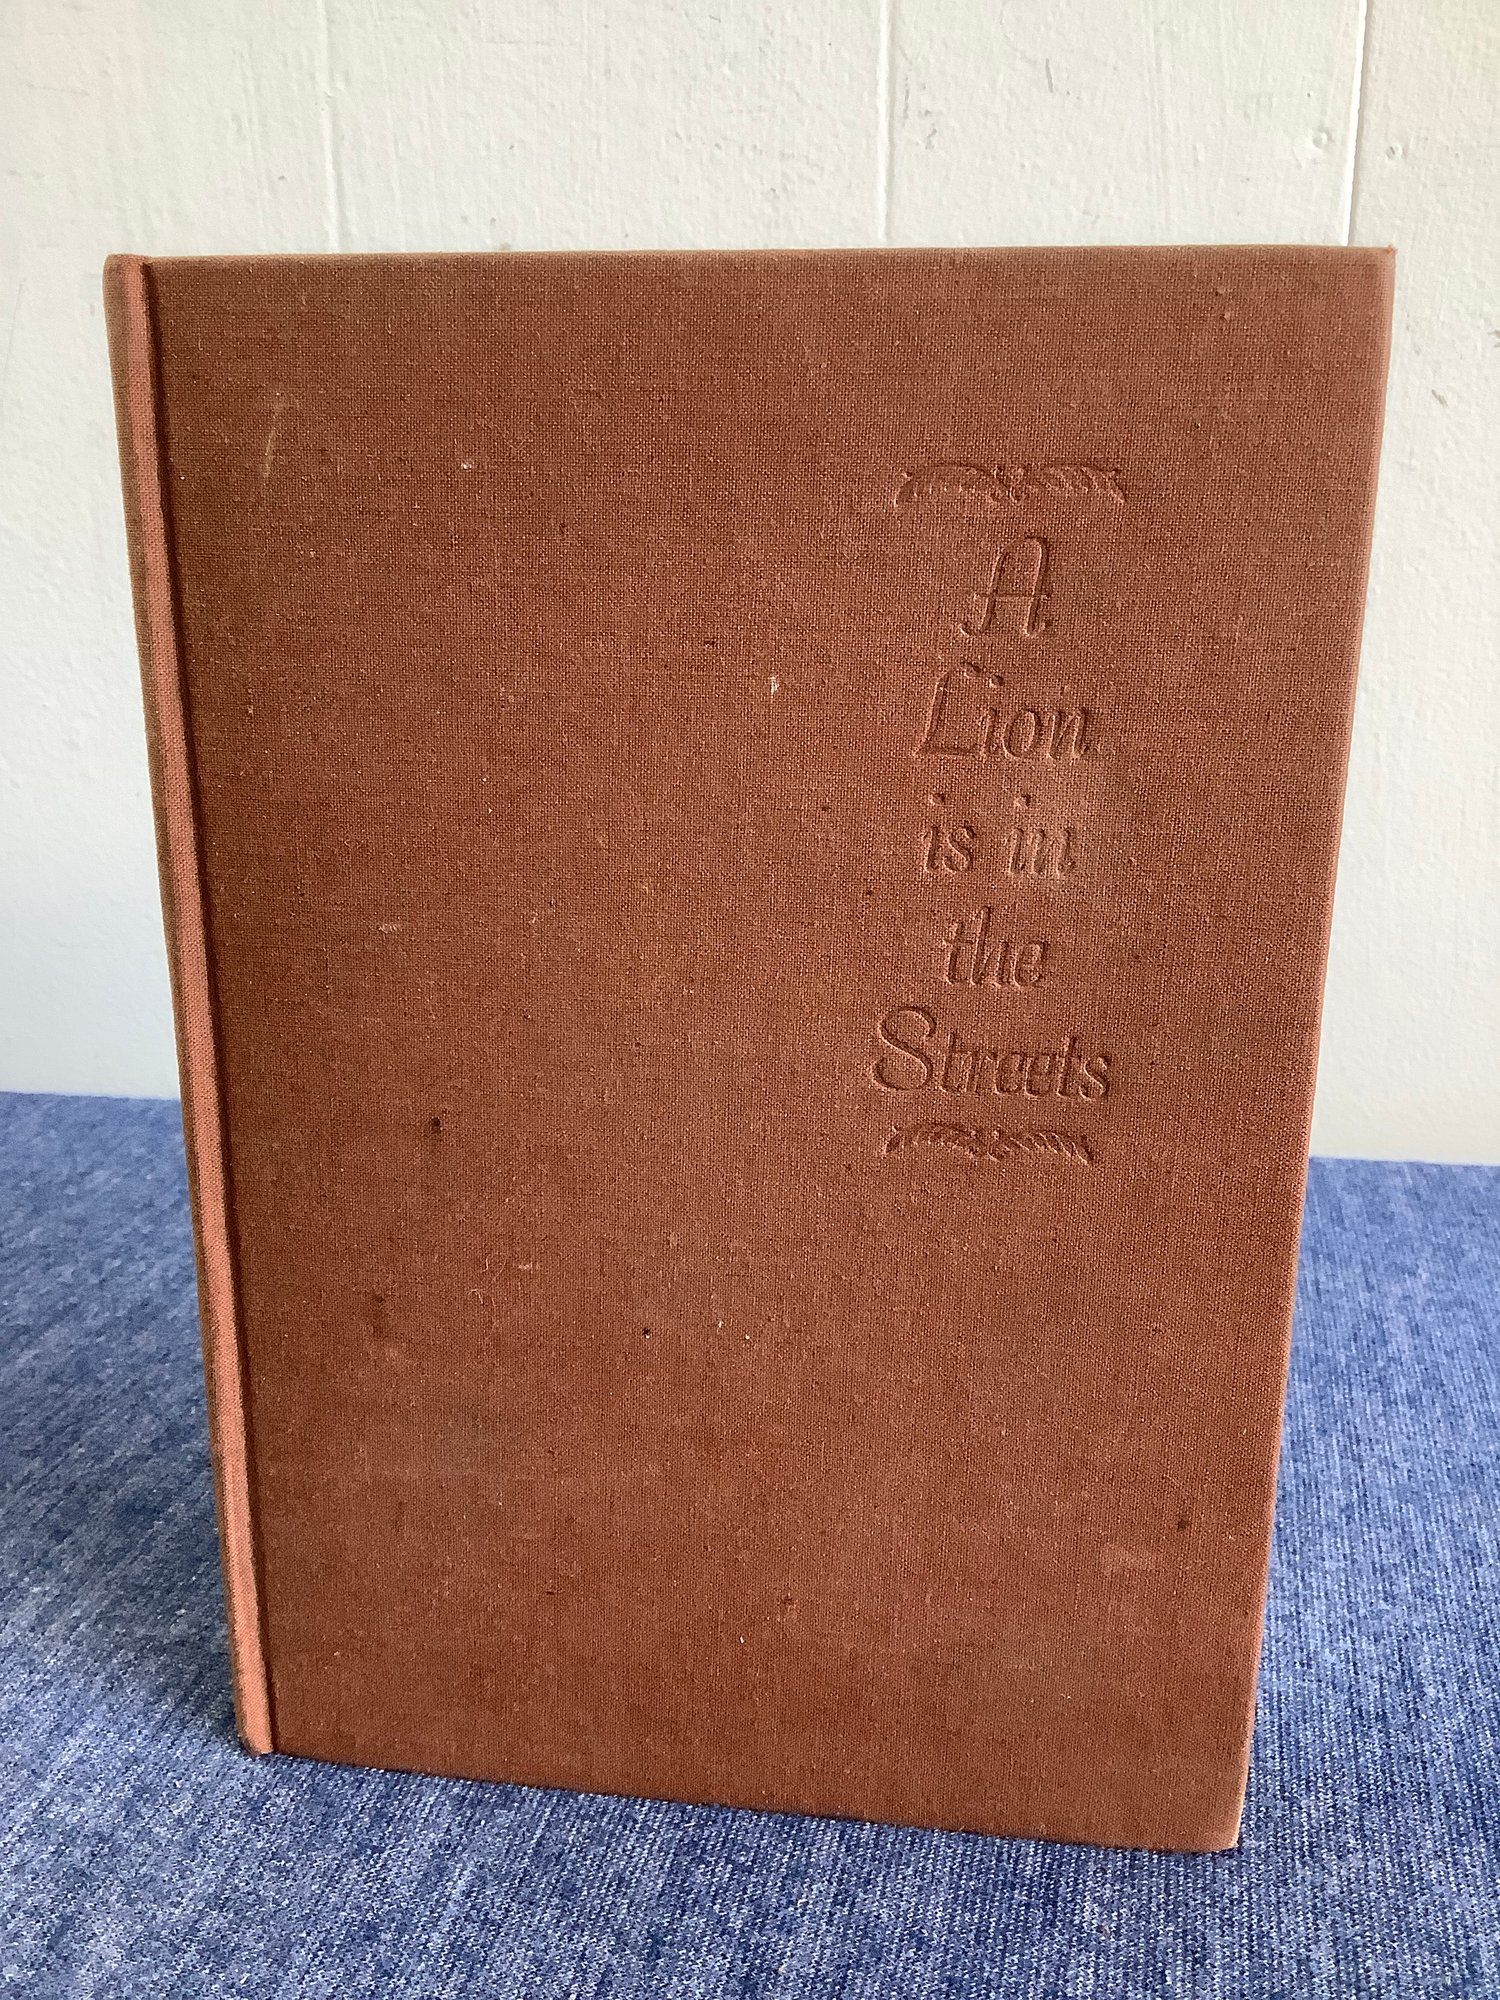 A
Lion
is in
the
Streets